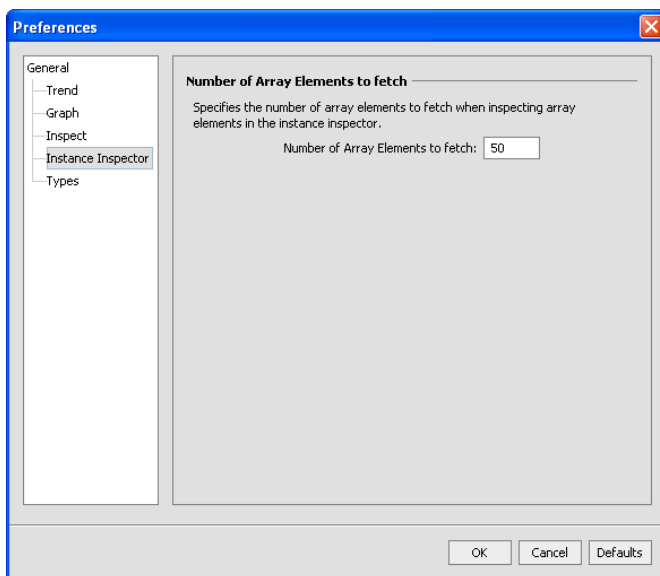 Preferences
General
Trend
Graph
Inspect
Instance Inspector
Types
Number of Array Elements to fetch
Specifies the number of array elements to fetch when inspecting array
elements in the instance inspector.
Number of Array Elements to fetch: 50
OK Cancel Defaults